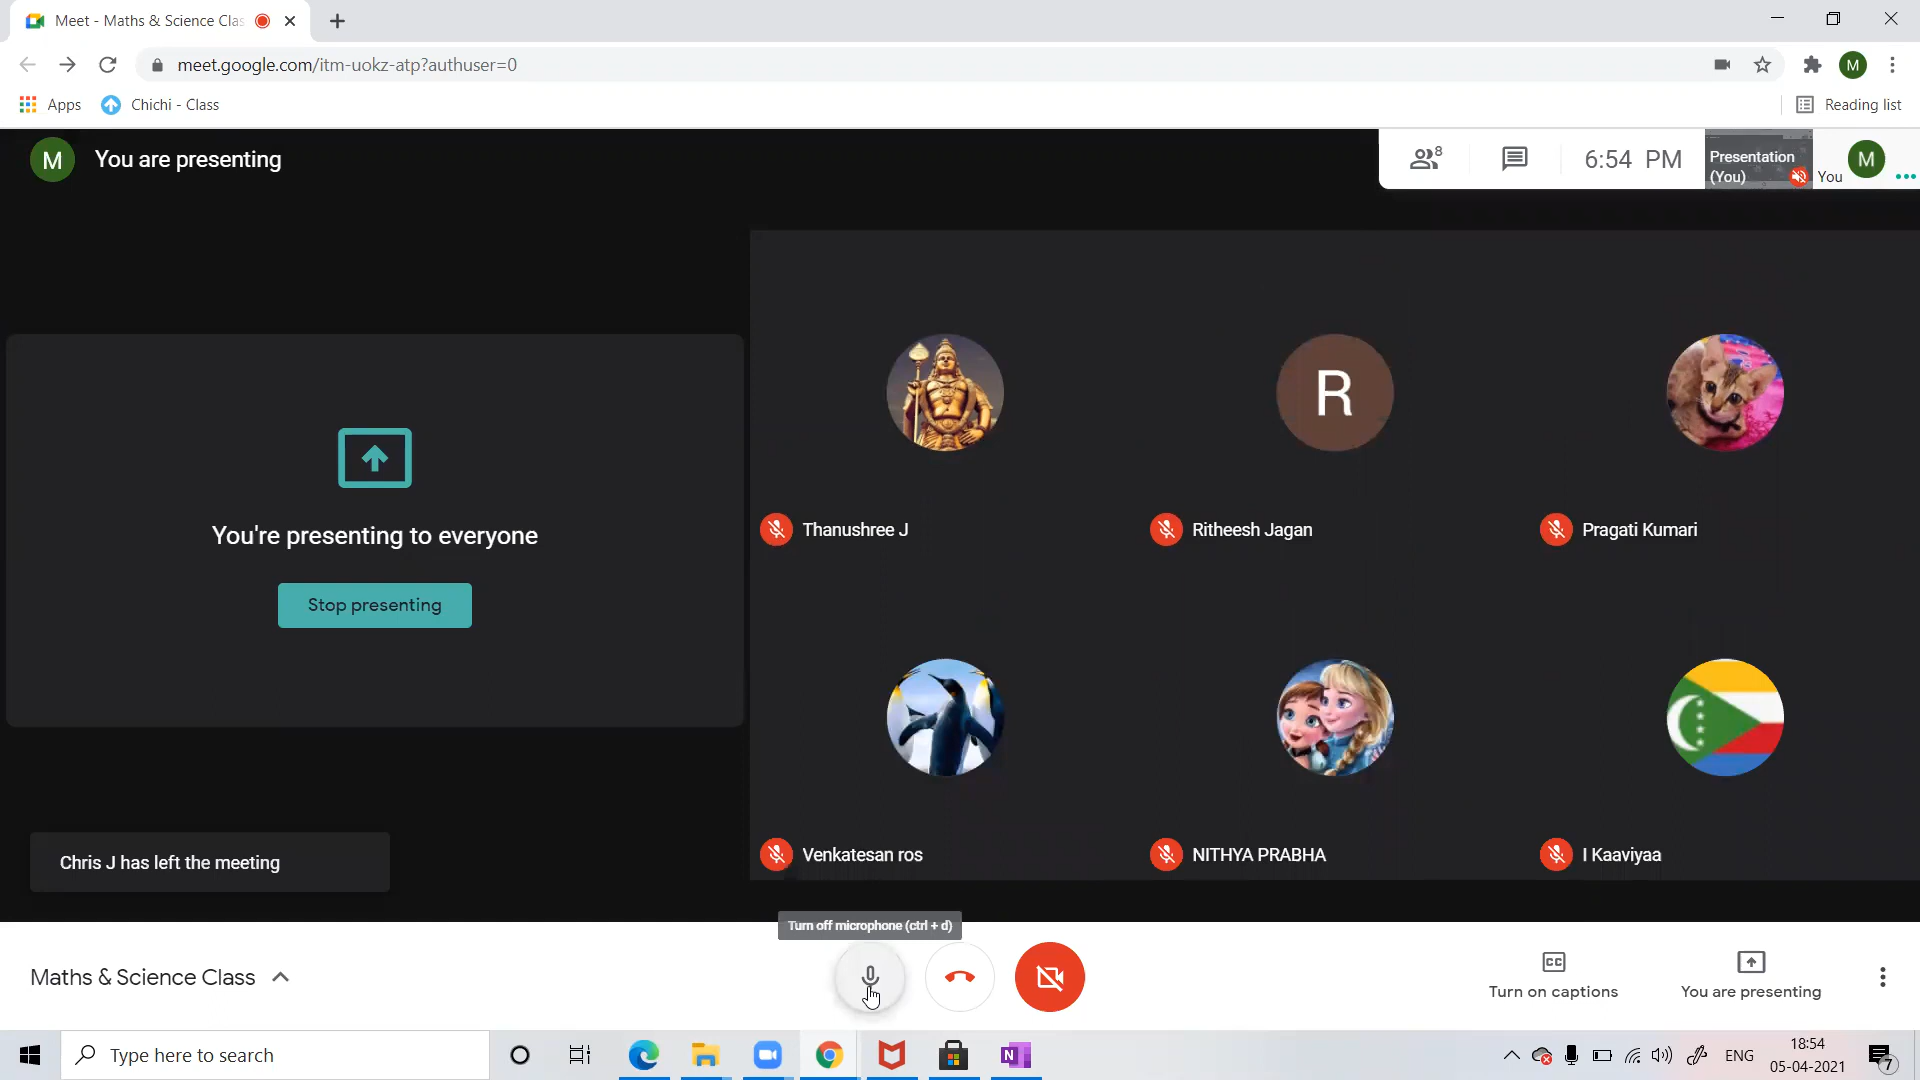 Meet - Maths & Science Clas
meet.google.com/itm-uokz-atp?authuser=0
M
Apps
Chichi - Class
Reading list
M
You are presenting
8
6:54 PM
Presentation
(You)
You
M
R
You're presenting to everyone
Stop presenting
Thanushree J
Ritheesh Jagan
Pragati Kumari
Chris J has left the meeting
Venkatesan ros
NITHYA PRABHA
I Kaaviyaa
Turn off microphone (ctrl + d)
Maths & Science Class
CC
Turn on captions
You are presenting
Type here to search
N
ENG
18:54
05-04-2021
7